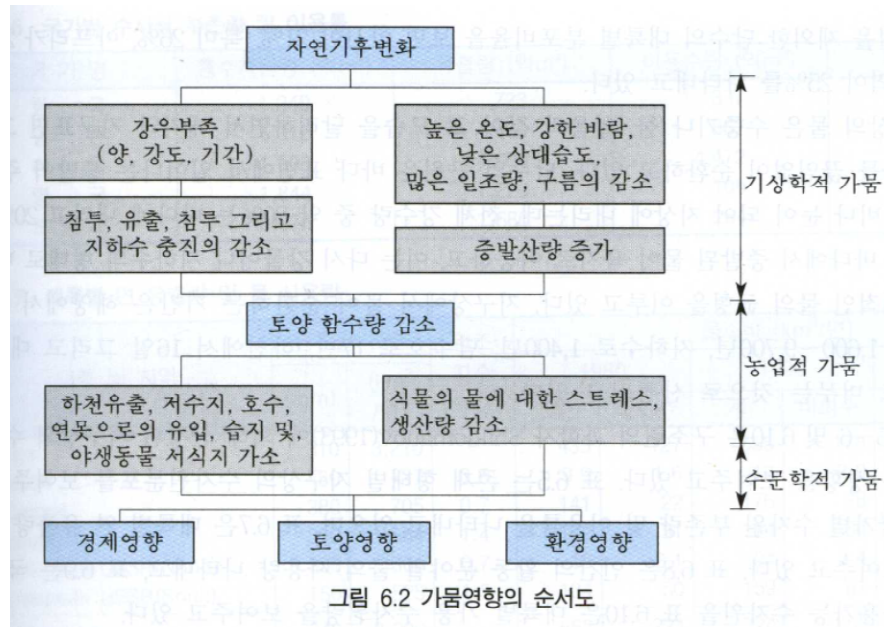 자연기후변화
강우부족
(양, 강도, 기간)
높은 온도, 강한 바람,
낮은 상대습도,
많은 일조량, 구름의 감소
기상학적 가뭄
침투, 유출, 침루 그리고
지하수 추진의 감소
증발산량 증가
토양 함수량 감소
농업적 가뭄
하천유출, 저수지, 호수,
연못으로의 유입, 습지 및,
야생동물 서식지 가소
식물의 물에 대한 스트레스,
생산량 감소
수문학적 가뭄
경제영향
토양영향
환경영향
그림 6.2 가뭄영향의 순서도